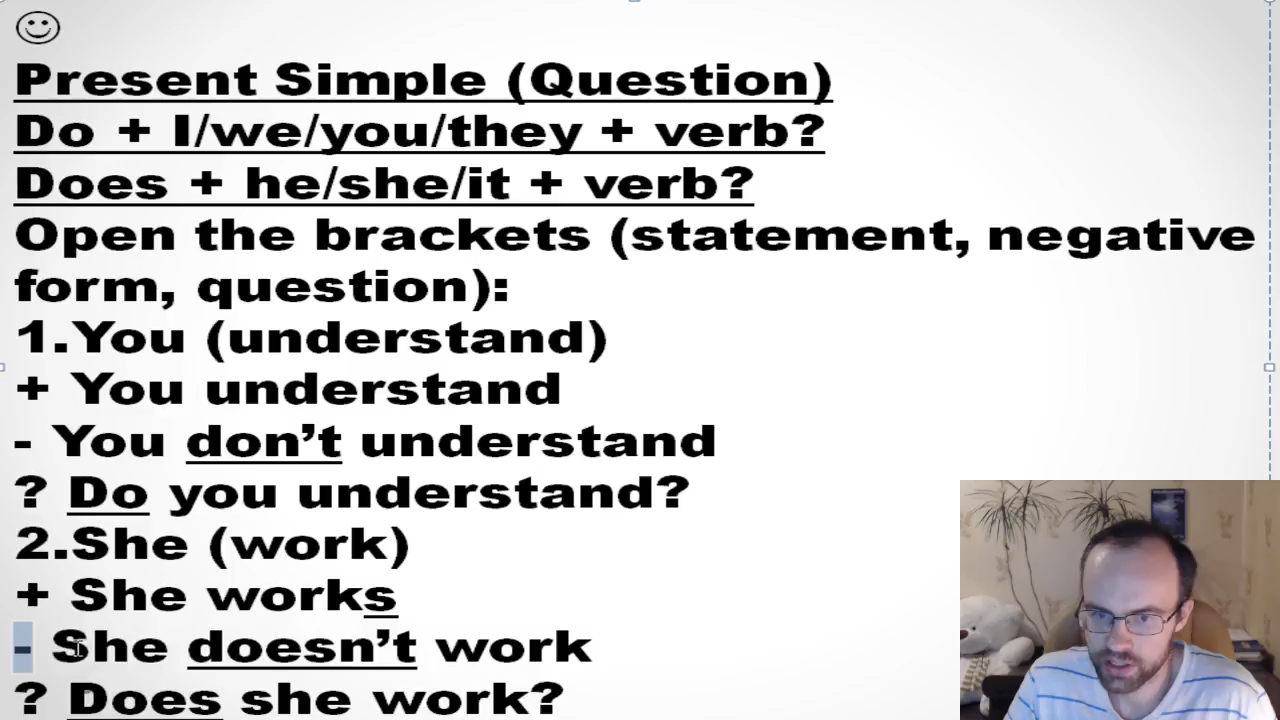 Present Simple (Question)
Do + I/we/you/they + verb?
Does + he/she/it + verb?
Open the brackets (statement, negative
form, question):
1.You (understand)
+ You understand
- You don’t understand
? Do you understand?
2.She (work)
+ She works
- She doesn’t work
? Does she work?